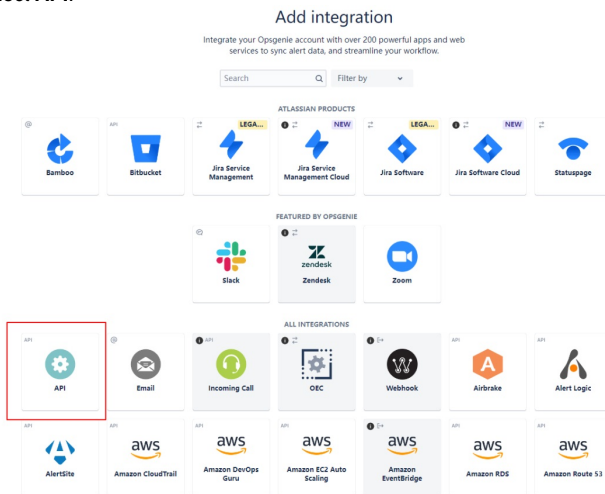 Add integration
Integrate your Opsgenie account with over 200 powerful apps and web
services to sync alert data, and streamline your workflow.
Search
Filter by
ATLASSIAN PRODUCTS
@
API
LEGA...
NEW
LEGA...
NEW
Bamboo
Bitbucket
Jira Service
Management
Jira Service
Management Cloud
Jira Software
Jira Software Cloud
Statuspage
FEATURED BY OPSGENIE
zendesk
Slack
Zendesk
Zoom
ALL INTEGRATIONS
API
@
API
API
API
API
Email
Incoming Call
OEC
Webhook
Airbrake
Alert Logic
API
API
API
API
API
API
aws
aws
aws
aws
aws
aws
AlertSite
Amazon CloudTrail
Amazon DevOps
Guru
Amazon EC2 Auto
Scaling
Amazon
EventBridge
Amazon RDS
Amazon Route 53